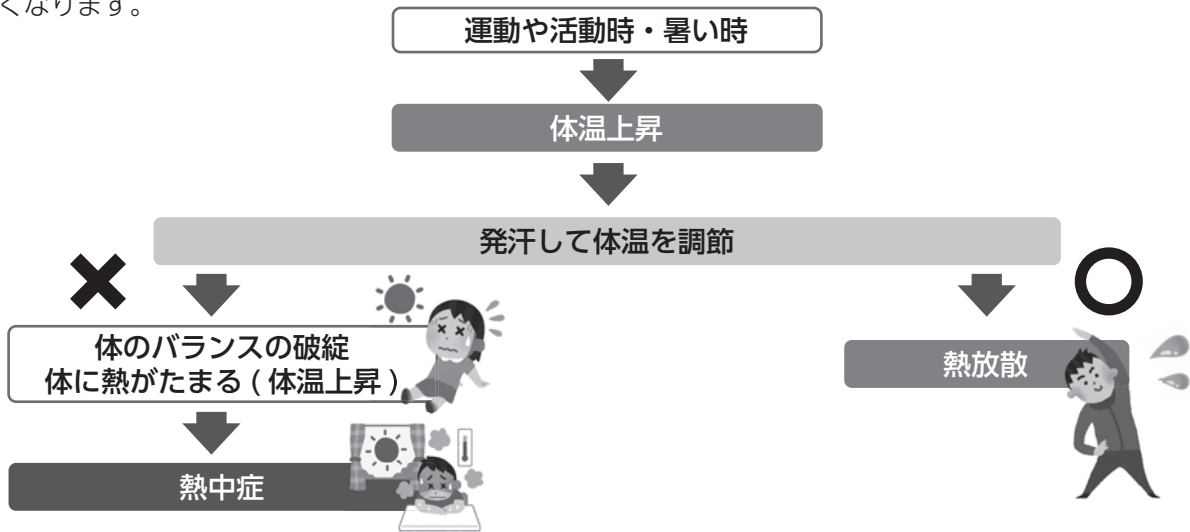 くなります。
運動や活動時・暑い時
体温上昇
発汗して体温を調節
体のバランスの破綻
体に熱がたまる ( 体温上昇 )
熱放散
熱中症